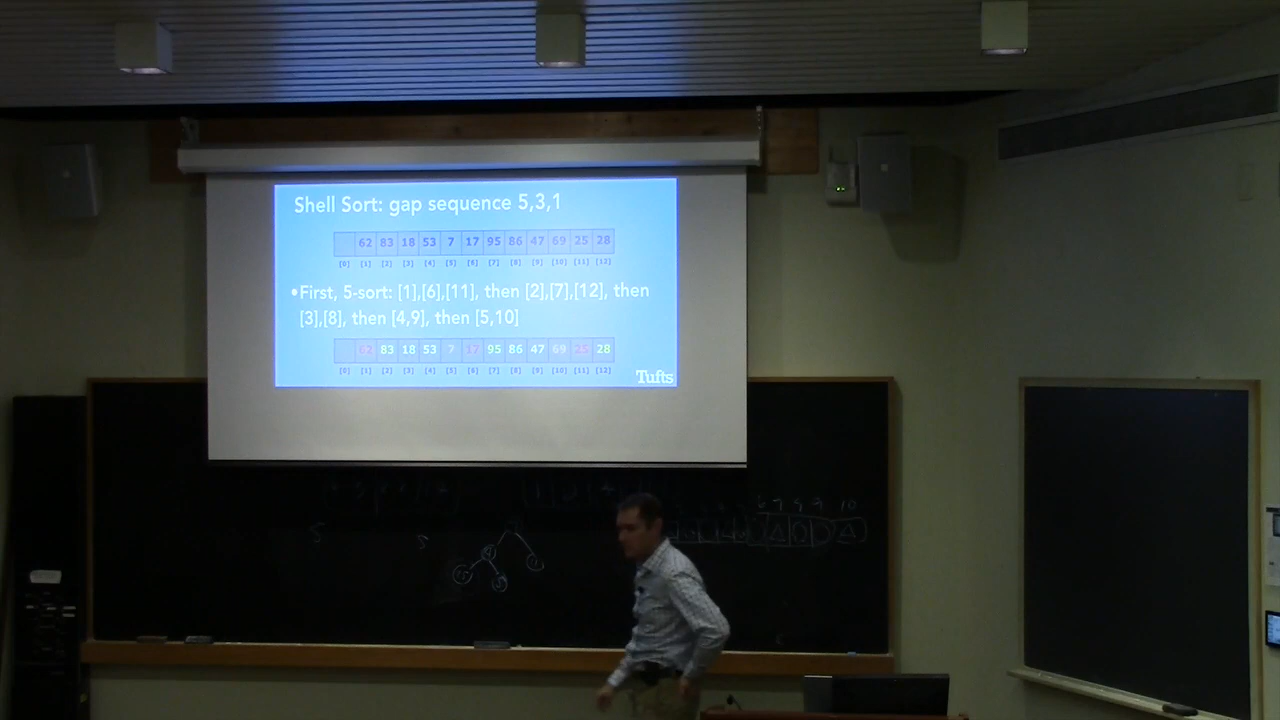 Shell Sort: gap sequence 5,3,1
62 83 18 53 7 17 95 86 47 69 25 28
[0] [1] [2] [3] [4] [5] [6] [7] [8] [9] [10] [11] [12]
•First, 5-sort: [1],[6],[11], then [2],[7],[12], then
[3],[8], then [4,9], then [5,10]
62 83 18 53 7 17 95 86 47 69 25 28
[0] [1] [2] [3] [4] [5] [6] [7] [8] [9] [10] [11] [12]
Tufts
5 5